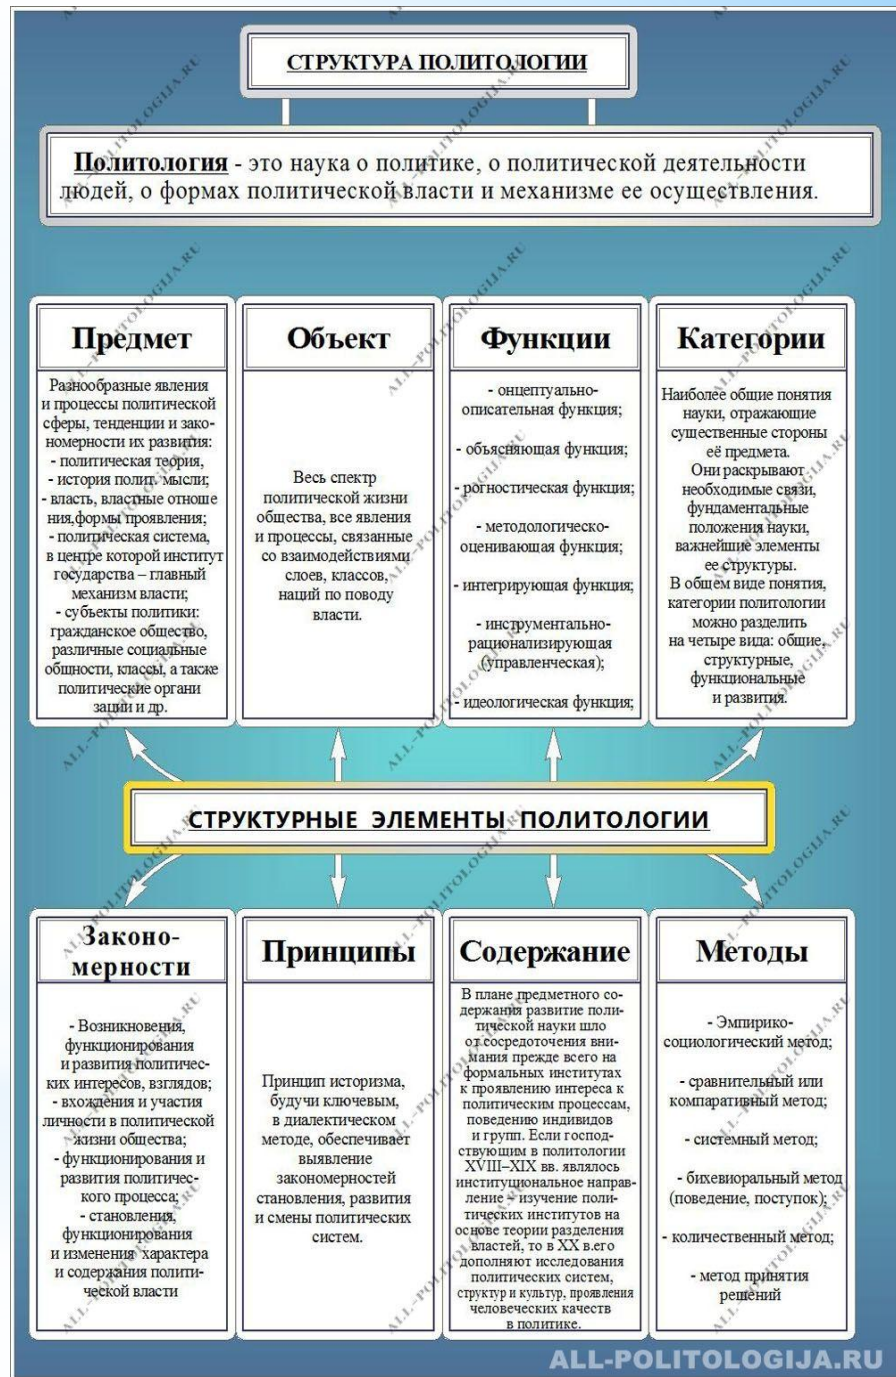 СТРУКТУРА ПОЛИТОЛОГИИ
Политология - это наука о политике, о политической деятельности
людей, о формах политической власти и механизме ее осуществления.
Предмет
Разнообразные явления
и процессы политической
сферы, тенденции и зако-
номерности их развития:
- политическая теория,
- история полит. мысли;
- власть, властные отноше
ния,формы проявления;
- политическая система,
в центре которой институт
государства – главный
механизм власти;
- субъекты политики:
гражданское общество,
различные социальные
общности, классы, а также
политические органи
зации и др.
Объект
Весь спектр
политической жизни
общества, все явления
и процессы, связанные
со взаимодействиями
слоев, классов,
наций по поводу
власти.
Функции
- онцептуально-
описательная функция;
- объясняющая функция;
- рогностическая функция;
- методологическо-
оценивающая функция;
- интегрирующая функция;
- инструментально-
рационализирующая
(управленческая);
- идеологическая функция;
Категории
Наиболее общие понятия
науки, отражающие
существенные стороны
её предмета.
Они раскрывают
необходимые связи,
фундаментальные
положения науки,
важнейшие элементы
ее структуры.
В общем виде понятия,
категории политологии
можно разделить
на четыре вида: общие,
структурные,
функциональные
и развития.
СТРУКТУРНЫЕ ЭЛЕМЕНТЫ ПОЛИТОЛОГИИ
Законо-
мерности
- Возникновения,
функционирования
и развития политичес-
ких интересов, взглядов;
- вхождения и участия
личности в политической
жизни общества;
- функционирования и
развития политичес-
кого процесса;
- становления,
функционирования
и изменения характера
и содержания полити-
ческой власти
Принципы
Принцип историзма,
будучи ключевым,
в диалектическом
методе, обеспечивает
выявление
закономерностей
становления, развития
и смены политических
систем.
Содержание
В плане предметного со-
держания развитие поли-
тической науки шло
от сосредоточения вни-
мания прежде всего на
формальных институтах
к проявлению интереса к
политическим процессам,
поведению индивидов
и групп. Если господ-
ствующим в политологии
XVIII–XIX вв. являлось
институциональное направ-
ление – изучение поли-
тических институтов на
основе теории разделения
властей, то в XX в.его
дополняют исследования
политических систем,
структур и культур, проявления
человеческих качеств
в политике.
Методы
- Эмпирико-
социологический метод;
- сравнительный или
компаративный метод;
- системный метод;
- бихевиоральный метод
(поведение, поступок);
- количественный метод;
- метод принятия
решений
ALL-POLITOLOGIJA.RU